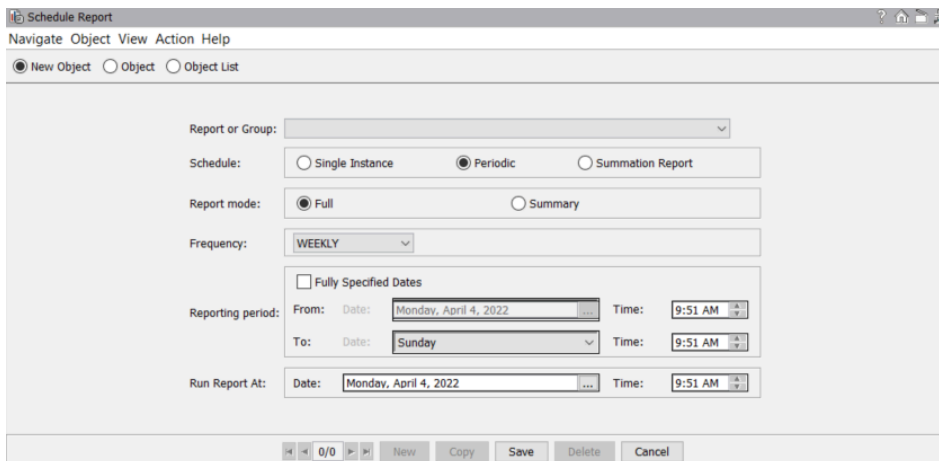 Schedule Report
Navigate Object View Action Help
New Object Object Object List
Report or Group:
Schedule: Single Instance Periodic Summation Report
Report mode: Full Summary
Frequency: WEEKLY
Fully Specified Dates
Reporting period: From: Date: Monday, April 4, 2022 ... Time: 9:51 AM
To: Date: Sunday Time: 9:51 AM
Run Report At: Date: Monday, April 4, 2022 ... Time: 9:51 AM
0/0 New Copy Save Delete Cancel